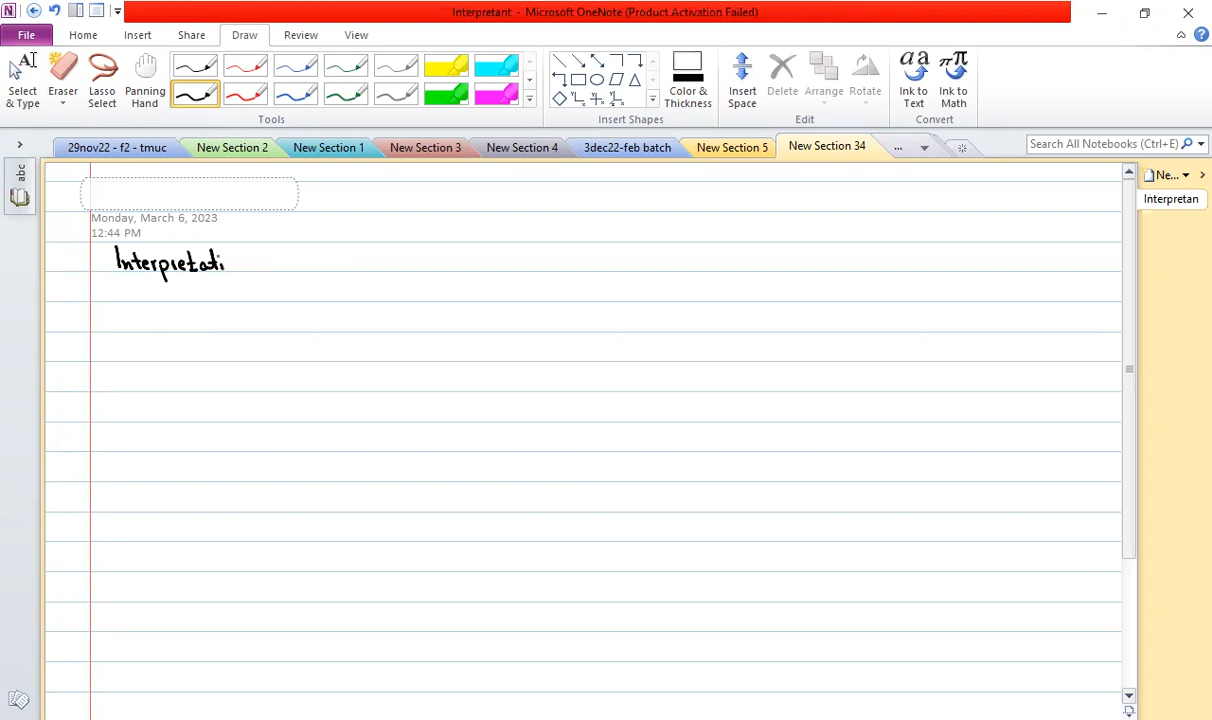 Interpretant - Microsoft OneNote (Product Activation Failed)
File Home Insert Share Draw Review View
Select & Type
Eraser
Lasso Select
Panning Hand
Color & Thickness
Insert Space
Delete
Arrange
Rotate
Ink to Text
Ink to Math
Tools
Insert Shapes
Edit
Convert
29nov22 - f2 - tmuc New Section 2 New Section 1 New Section 3 New Section 4 3dec22-feb batch New Section 5 New Section 34 ... Search All Notebooks (Ctrl+E)
abc
Ne...
Interpretan
Monday, March 6, 2023
12:44 PM
Interpretati